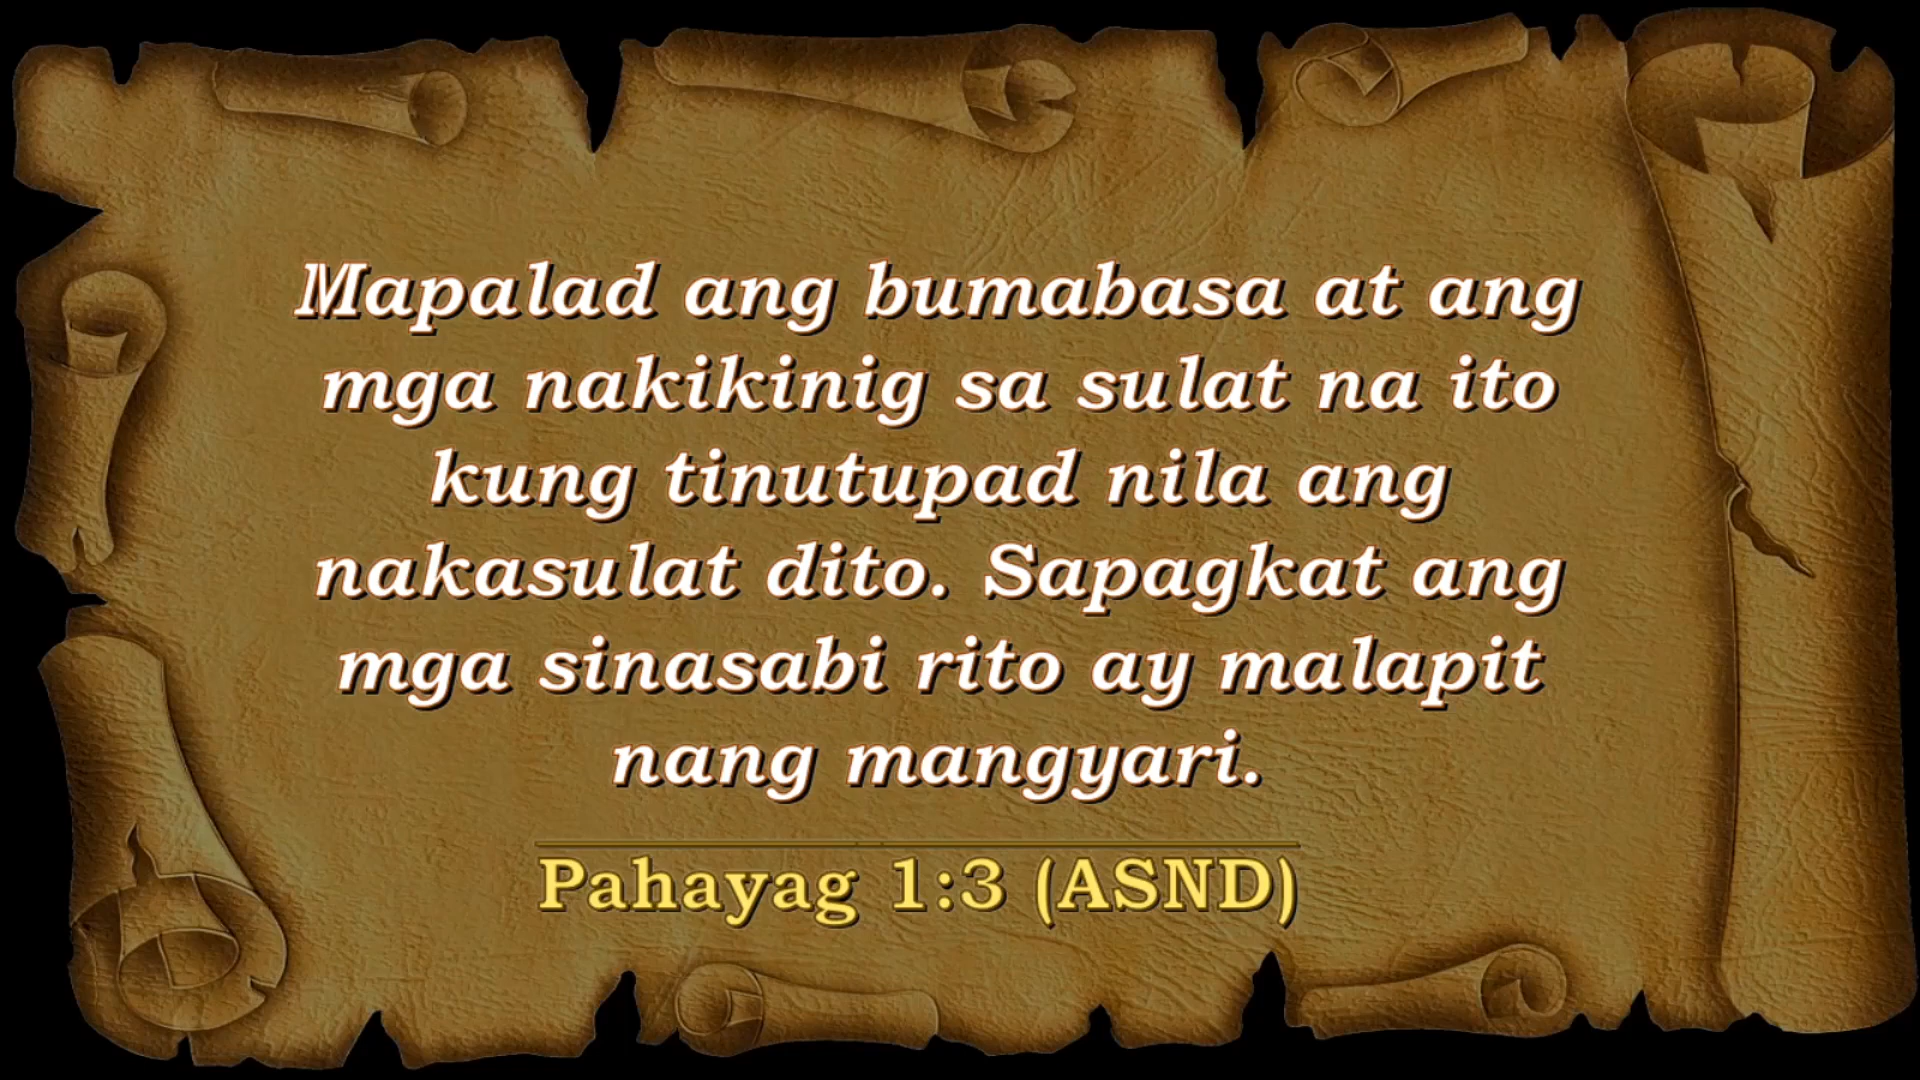 Mapalad ang bumabasa at ang
mga nakikinig sa sulat na ito
kung tinutupad nila ang
nakasulat dito. Sapagkat ang
mga sinasabi rito ay malapit
nang mangyari.
Pahayag 1:3 (ASND)